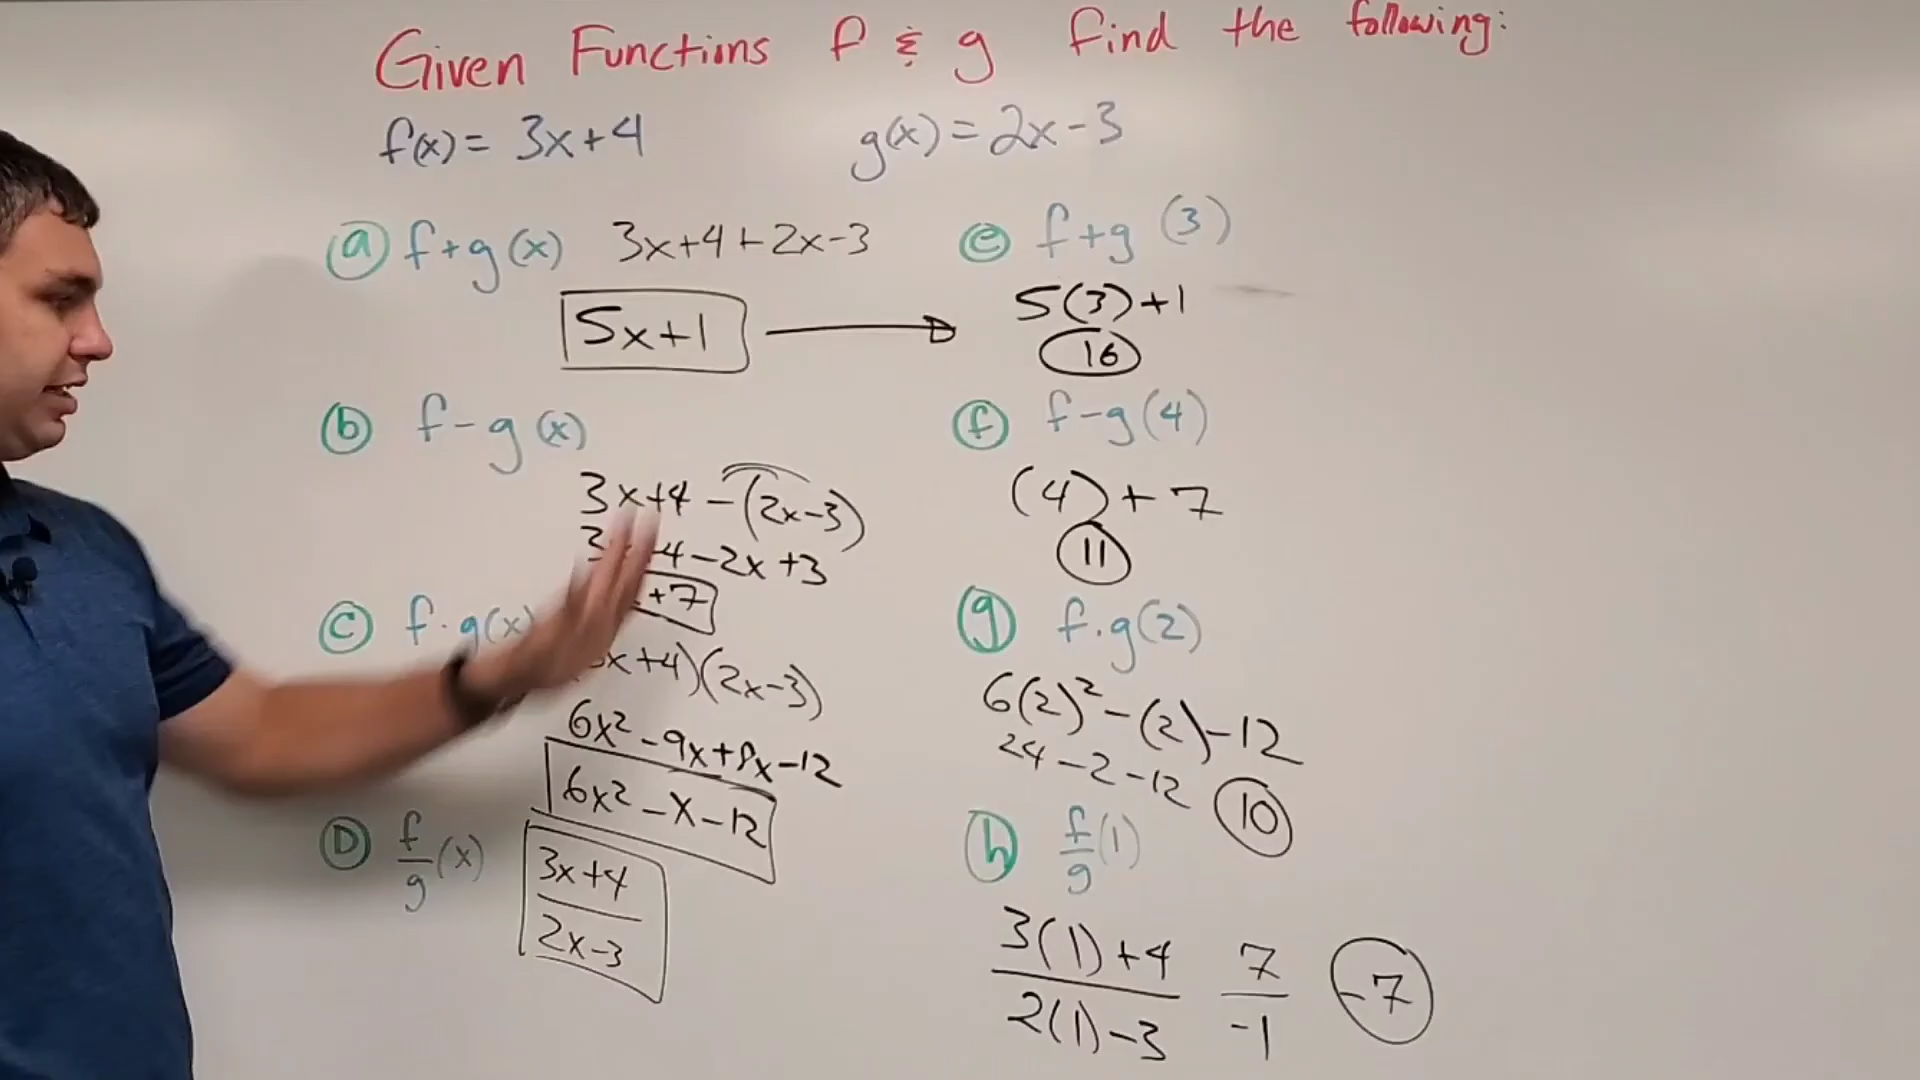 Given Functions f & g find the following:
f(x) = 3x+4
g(x) = 2x-3
a f+g (x) 3x+4+2x-3
5x+1
b f-g (x)
3x+4 -(2x-3)
4-2x+3
+7
c f·g(x)
x+4)(2x-3)
6x²-9x+8x-12
6x²-x-12
D f/g (x)
3x+4
2x-3
e f+g (3)
5(3)+1
16
f f-g(4)
(4)+7
11
g f.g(2)
6(2)²-(2)-12
24-2-12 10
h f/g (1)
3(1)+4 7
2(1)-3 -1
-7